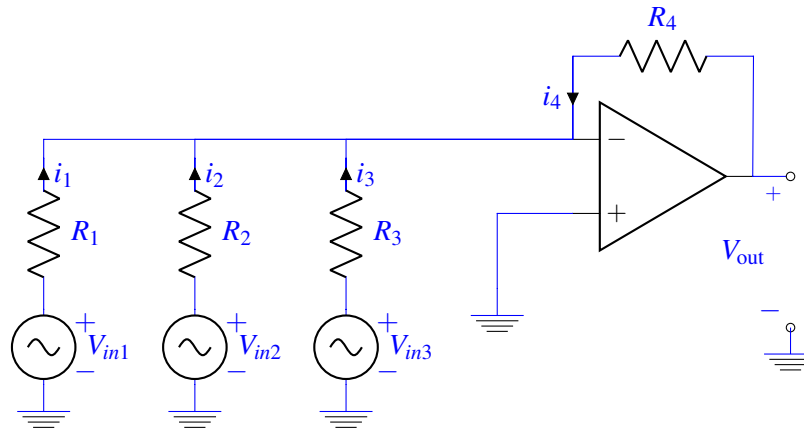 R4
i4
−
i1 i2 i3
+
R1 R2 R3
+
Vout
+ + +
Vin1 Vin2 Vin3
−
− − −